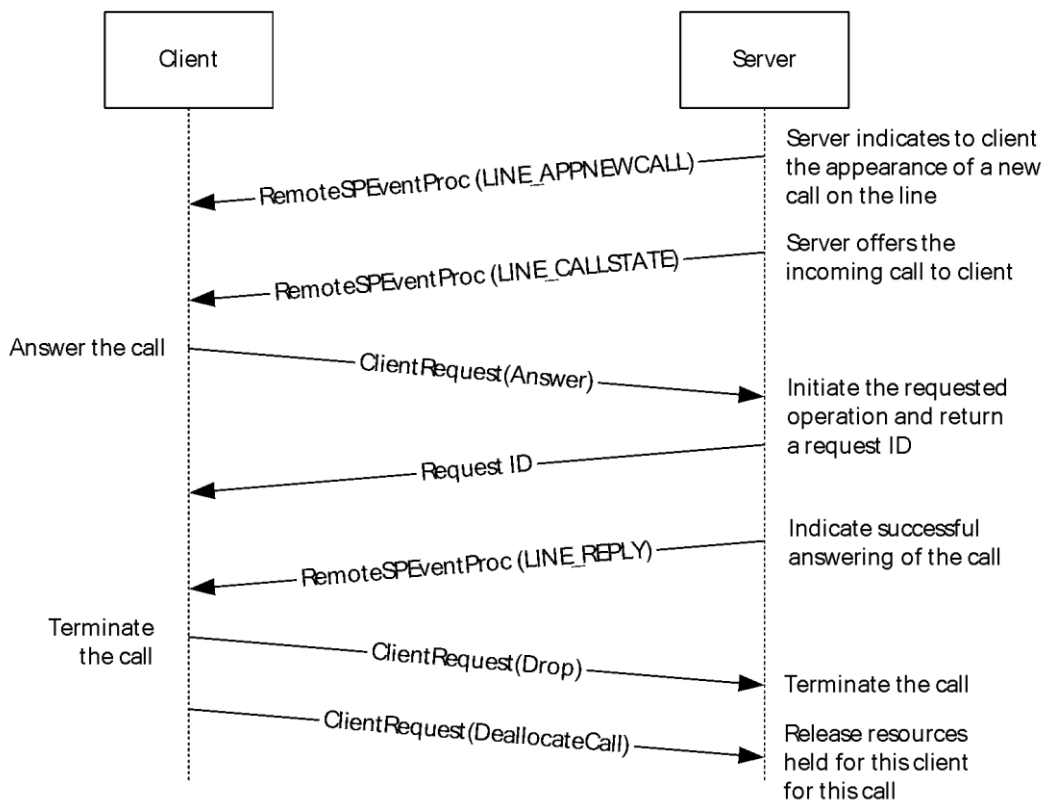 Client
Server
Server indicates to client
the appearance of a new
call on the line
RemoteSPEventProc (LINE_APPNEWCALL)
Server offers the
incoming call to client
RemoteSPEventProc (LINE_CALLSTATE)
Answer the call
ClientRequest(Answer)
Initiate the requested
operation and return
a request ID
Request ID
Indicate successful
answering of the call
RemoteSPEventProc (LINE_REPLY)
Terminate
the call
ClientRequest(Drop)
Terminate the call
ClientRequest(DeallocateCall)
Release resources
held for this client
for this call